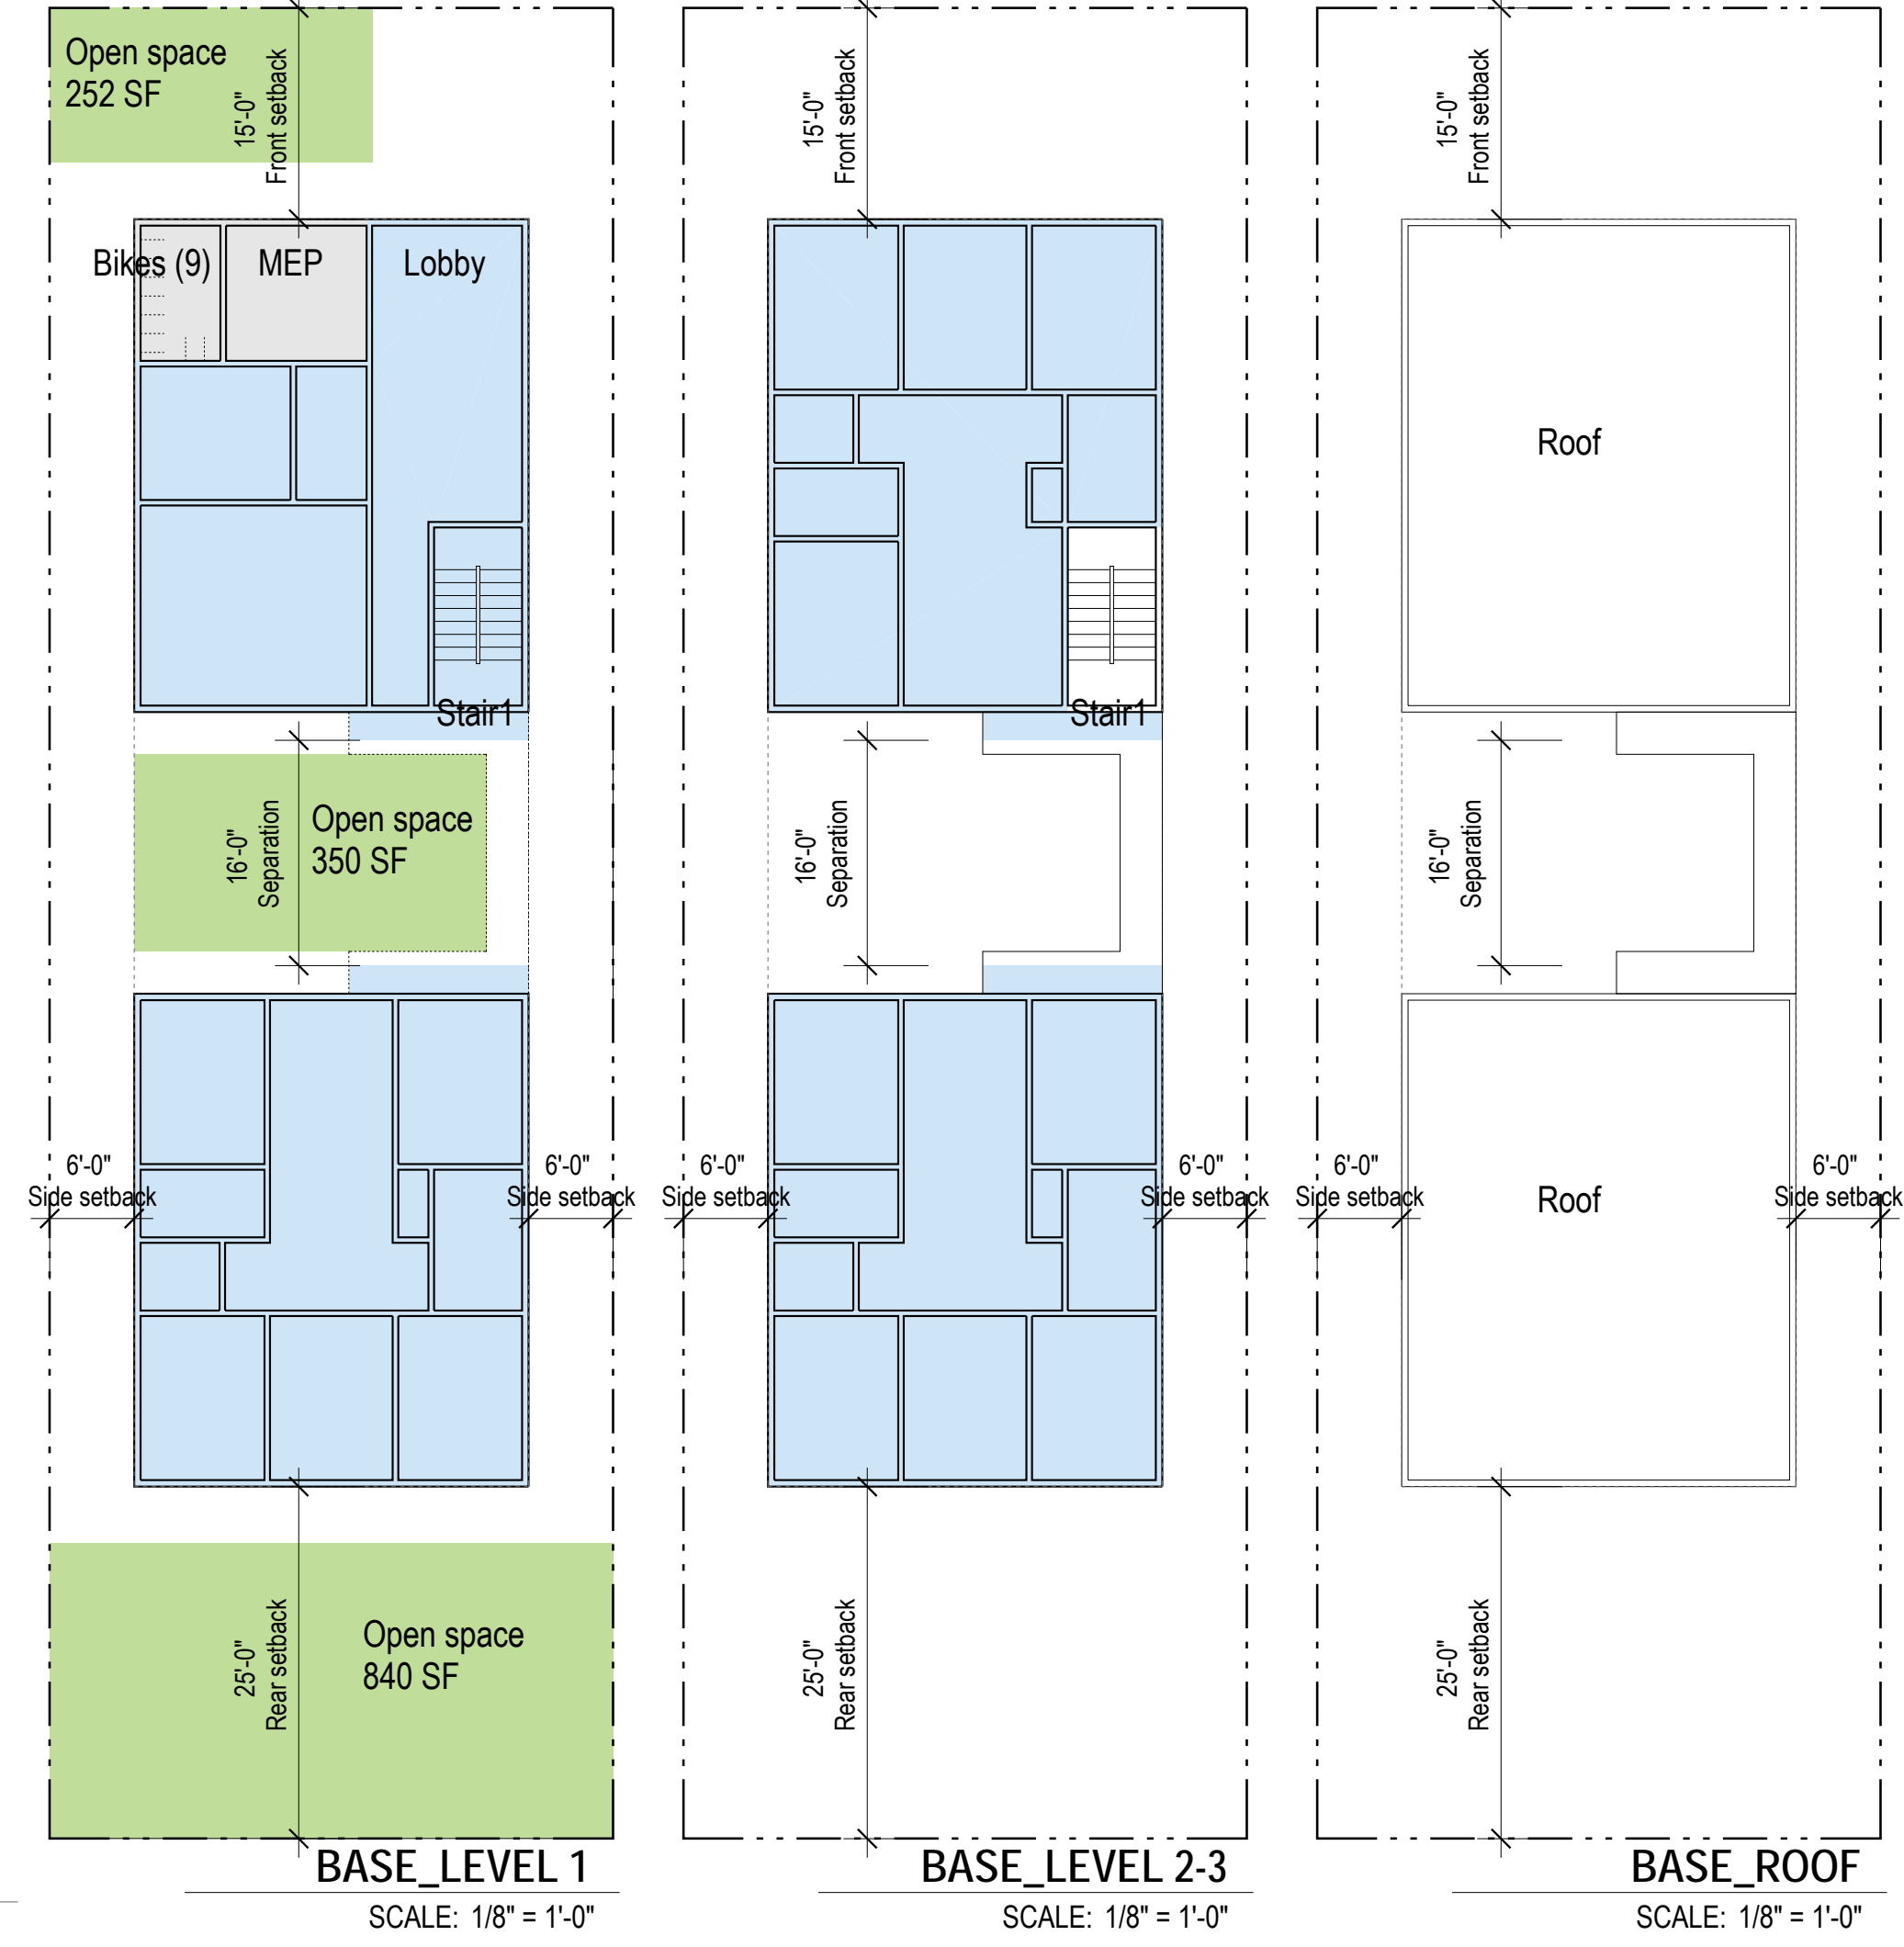 Open space
252 SF
15'-0"
Front setback
Bikes (9)
MEP
Lobby
Stair1
16'-0"
Separation
Open space
350 SF
6'-0"
Side setback
6'-0"
Side setback
25'-0"
Rear setback
Open space
840 SF
BASE_LEVEL 1
SCALE: 1/8" = 1'-0"
15'-0"
Front setback
Stair1
16'-0"
Separation
6'-0"
Side setback
6'-0"
Side setback
25'-0"
Rear setback
BASE_LEVEL 2-3
SCALE: 1/8" = 1'-0"
15'-0"
Front setback
Roof
16'-0"
Separation
6'-0"
Side setback
Roof
6'-0"
Side setback
25'-0"
Rear setback
BASE_ROOF
SCALE: 1/8" = 1'-0"